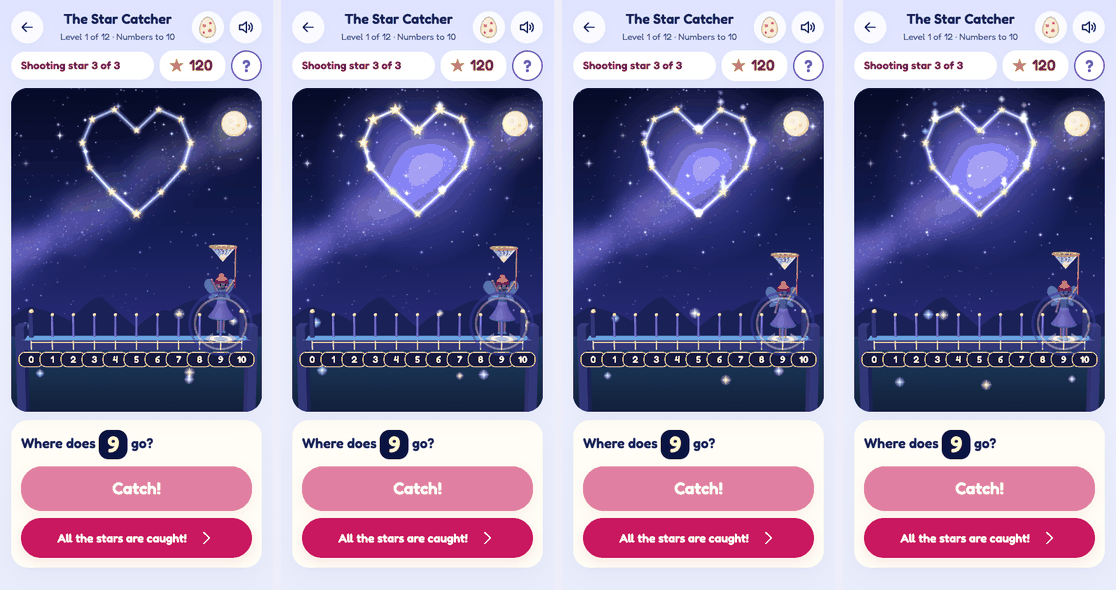 The Star Catcher
Level 1 of 12 · Numbers to 10
Shooting star 3 of 3
120
?
0 1 2 3 4 5 6 7 8 9 10
Where does 9 go?
Catch!
All the stars are caught!
The Star Catcher
Level 1 of 12 · Numbers to 10
Shooting star 3 of 3
120
?
0 1 2 3 4 5 6 7 8 9 10
Where does 9 go?
Catch!
All the stars are caught!
The Star Catcher
Level 1 of 12 · Numbers to 10
Shooting star 3 of 3
120
?
0 1 2 3 4 5 6 7 8 9 10
Where does 9 go?
Catch!
All the stars are caught!
The Star Catcher
Level 1 of 12 · Numbers to 10
Shooting star 3 of 3
120
?
0 1 2 3 4 5 6 7 8 9 10
Where does 9 go?
Catch!
All the stars are caught!